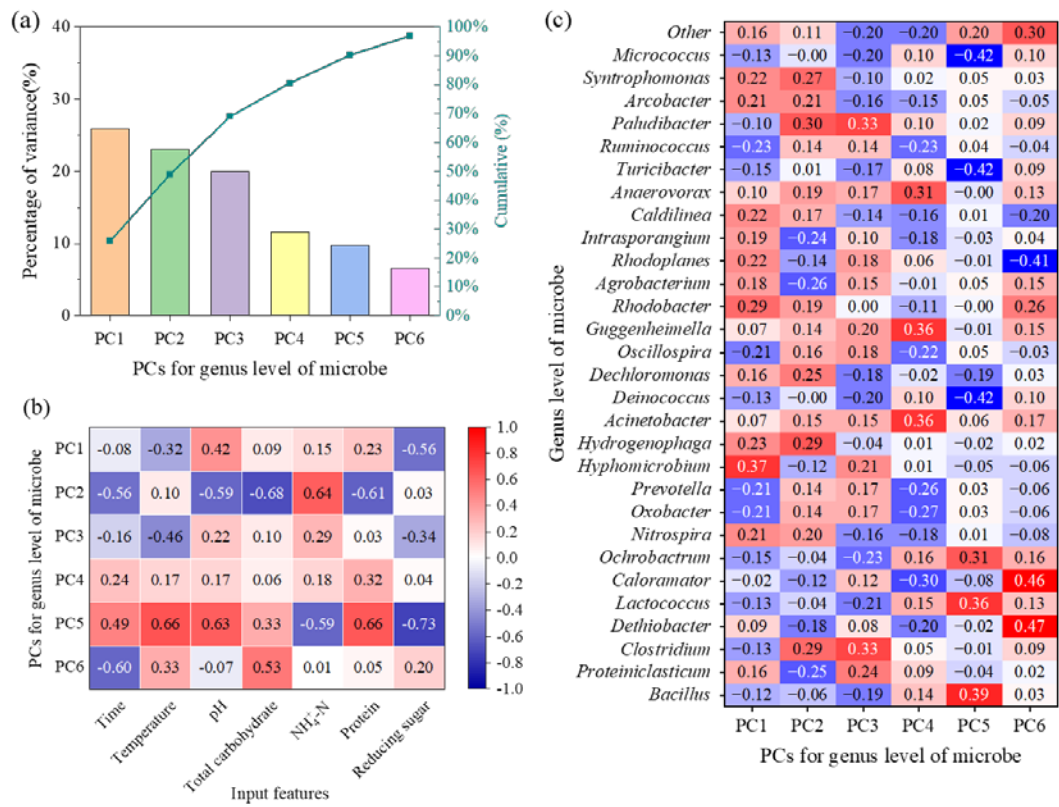 (a)
Percentage of variance(%)
40
30
20
10
0
100%
90%
80%
70%
60%
50%
40%
30%
20%
10%
0%
Cumulative (%)
PC1 PC2 PC3 PC4 PC5 PC6
PCs for genus level of microbe
(b)
PCs for genus level of microbe
PC1 -0.08 -0.32 0.42 0.09 0.15 0.23 -0.56
PC2 -0.56 0.10 -0.59 -0.68 0.64 -0.61 0.03
PC3 -0.16 -0.46 0.22 0.10 0.29 0.03 -0.34
PC4 0.24 0.17 0.17 0.06 0.18 0.32 0.04
PC5 0.49 0.66 0.63 0.33 -0.59 0.66 -0.73
PC6 -0.60 0.33 -0.07 0.53 0.01 0.05 0.20
Time
Temperature
pH
Total carbohydrate
NH₄⁺-N
Protein
Reducing sugar
Input features
1.0
0.8
0.6
0.4
0.2
0.0
-0.2
-0.4
-0.6
-0.8
-1.0
(c)
Genus level of microbe
Other 0.16 0.11 −0.20 −0.20 0.20 0.30
Micrococcus −0.13 −0.00 −0.20 0.10 −0.42 0.10
Syntrophomonas 0.22 0.27 −0.10 0.02 0.05 0.03
Arcobacter 0.21 0.21 −0.16 −0.15 0.05 −0.05
Paludibacter −0.10 0.30 0.33 0.10 0.02 0.09
Ruminococcus −0.23 0.14 0.14 −0.23 0.04 −0.04
Turicibacter −0.15 0.01 −0.17 0.08 −0.42 0.09
Anaerovorax 0.10 0.19 0.17 0.31 −0.00 0.13
Caldilinea 0.22 0.17 −0.14 −0.16 0.01 −0.20
Intrasporangium 0.19 −0.24 0.10 −0.18 −0.03 0.04
Rhodoplanes 0.22 −0.14 0.18 0.06 −0.01 −0.41
Agrobacterium 0.18 −0.26 0.15 −0.01 0.05 0.15
Rhodobacter 0.29 0.19 0.00 −0.11 −0.00 0.26
Guggenheimella 0.07 0.14 0.20 0.36 −0.01 0.15
Oscillospira −0.21 0.16 0.18 −0.22 0.05 −0.03
Dechloromonas 0.16 0.25 −0.18 −0.02 −0.19 0.03
Deinococcus −0.13 −0.00 −0.20 0.10 −0.42 0.10
Acinetobacter 0.07 0.15 0.15 0.36 0.06 0.17
Hydrogenophaga 0.23 0.29 −0.04 0.01 −0.02 0.02
Hyphomicrobium 0.37 −0.12 0.21 0.01 −0.05 −0.06
Prevotella −0.21 0.14 0.17 −0.26 0.03 −0.06
Oxobacter −0.21 0.14 0.17 −0.27 0.03 −0.06
Nitrospira 0.21 0.20 −0.16 −0.18 0.01 −0.08
Ochrobactrum −0.15 −0.04 −0.23 0.16 0.31 0.16
Caloramator −0.02 −0.12 0.12 −0.30 −0.08 0.46
Lactococcus −0.13 −0.04 −0.21 0.15 0.36 0.13
Dethiobacter 0.09 −0.18 0.08 −0.20 −0.02 0.47
Clostridium −0.13 0.29 0.33 0.05 −0.01 0.09
Proteiniclasticum 0.16 −0.25 0.24 0.09 −0.04 0.02
Bacillus −0.12 −0.06 −0.19 0.14 0.39 0.03
PC1 PC2 PC3 PC4 PC5 PC6
PCs for genus level of microbe